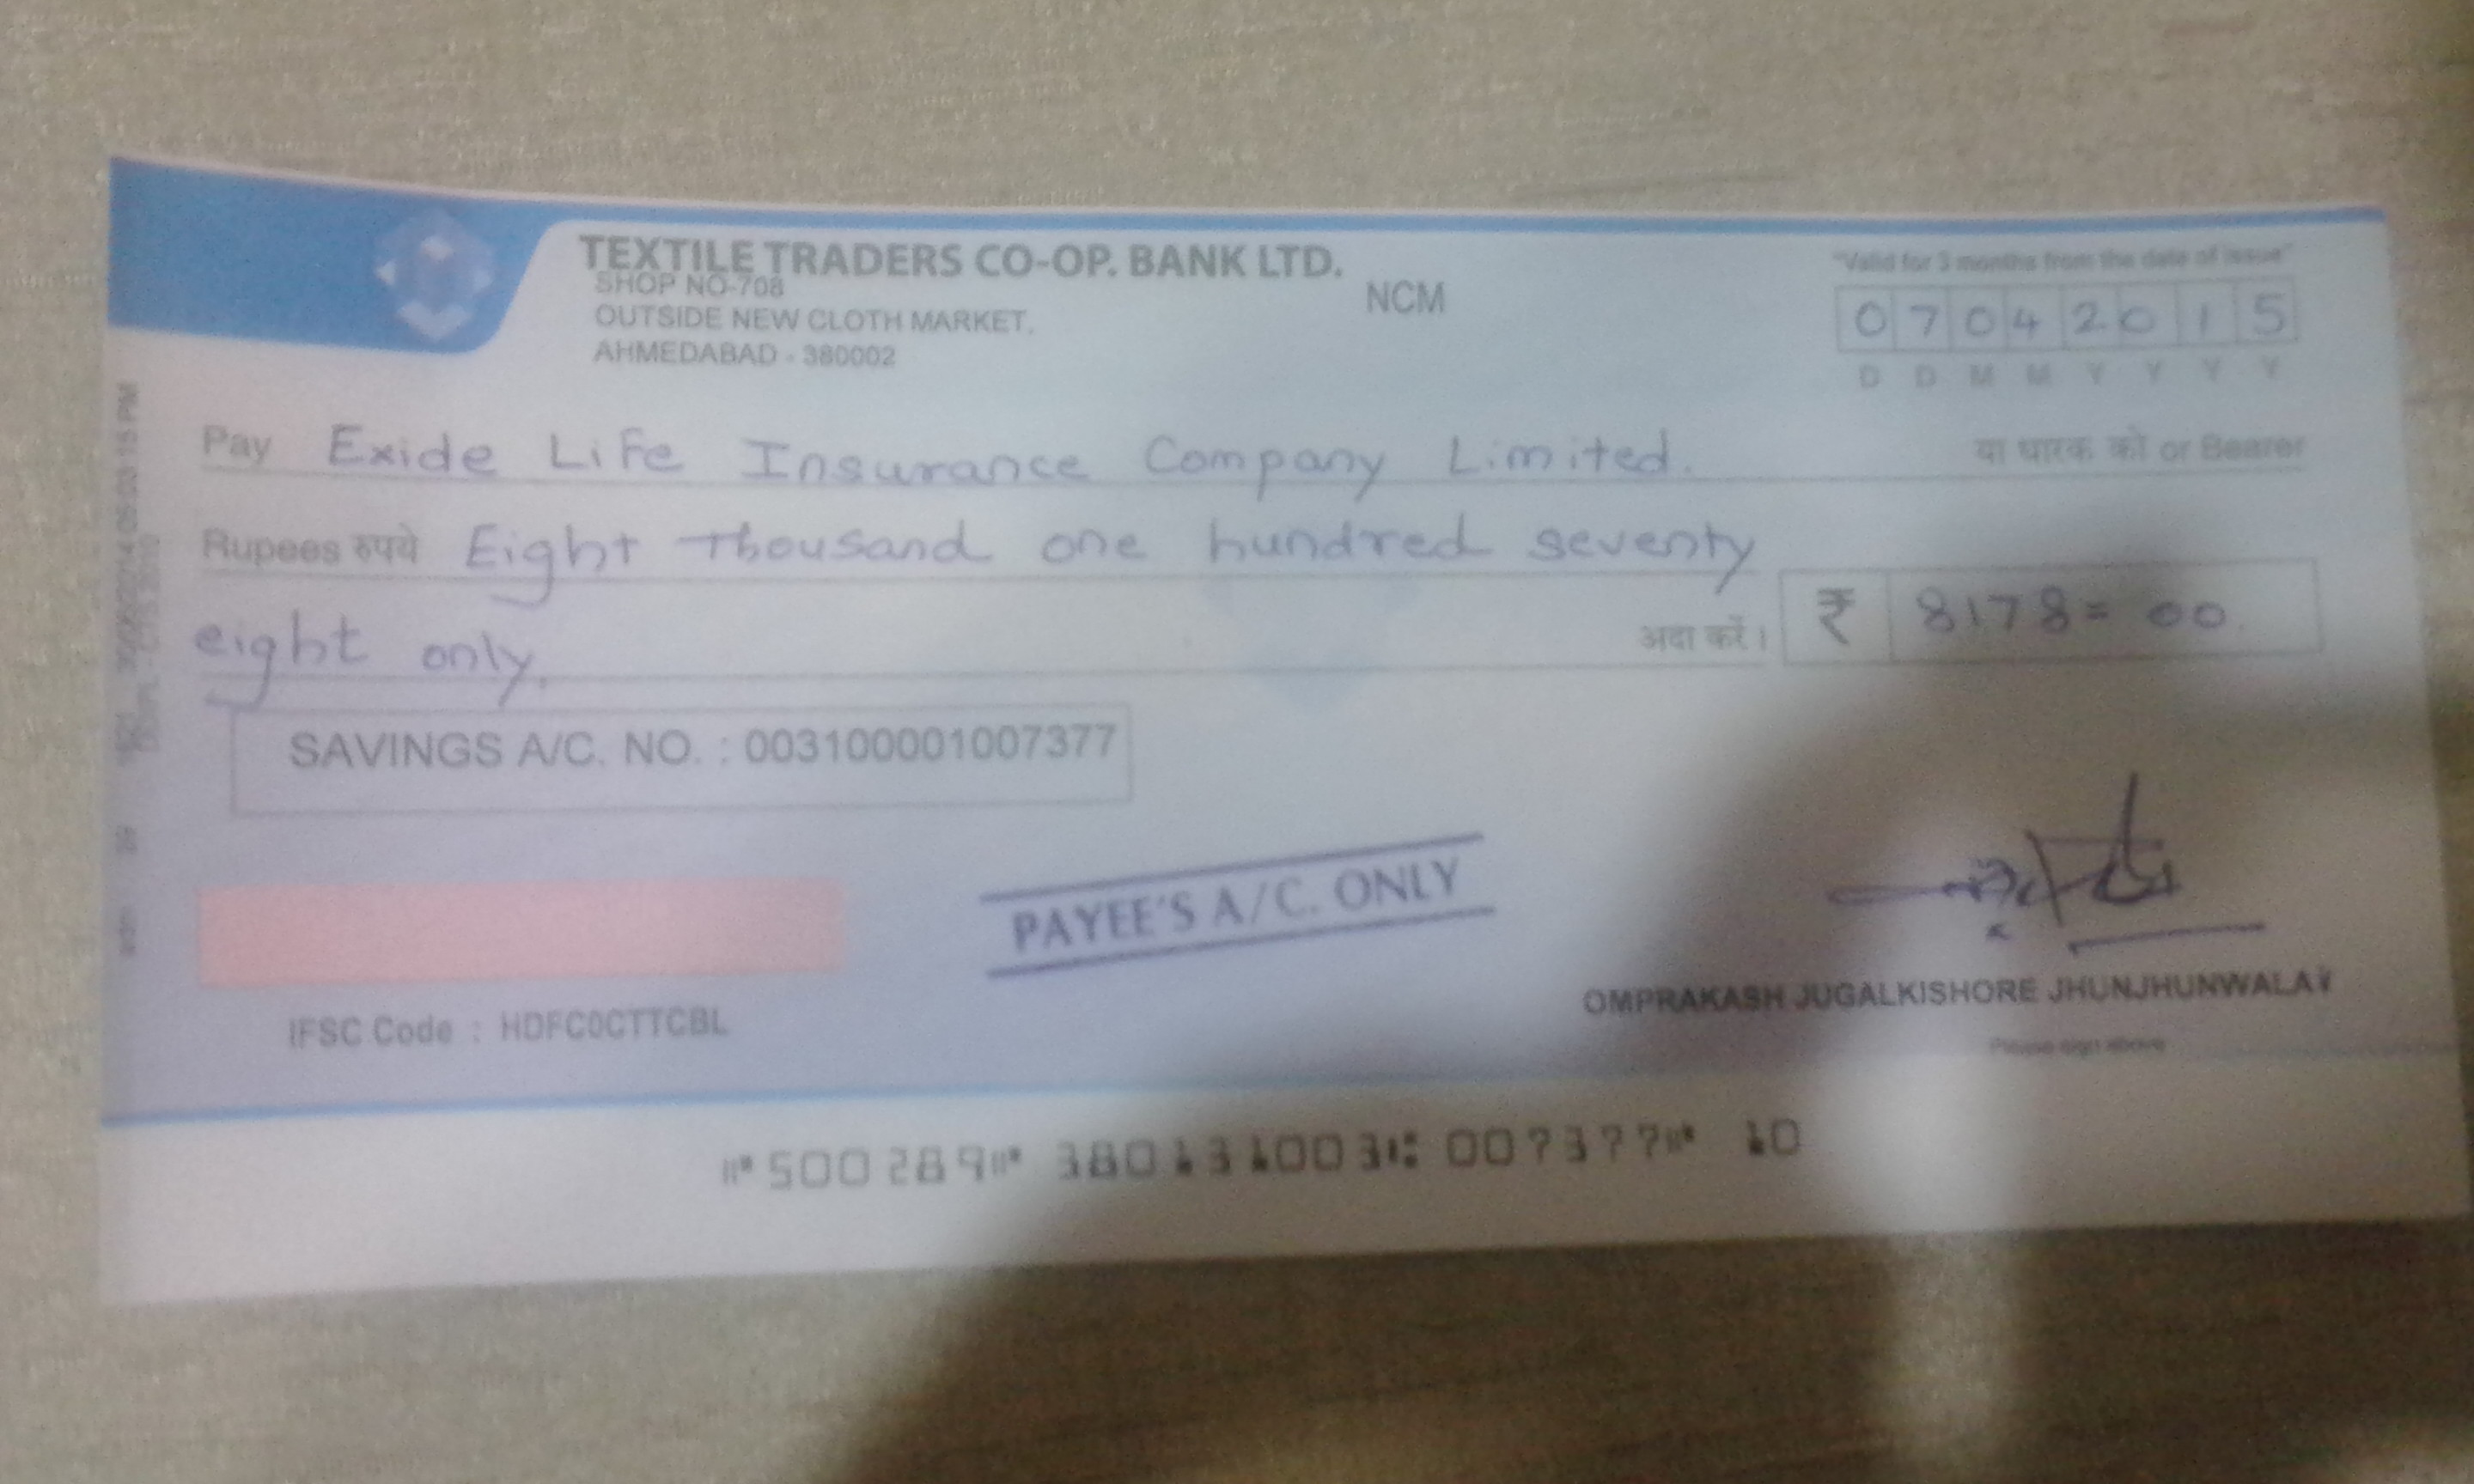 TEXTILE TRADERS CO-OP. BANK LTD.
SHOP NO-708
OUTSIDE NEW CLOTH MARKET.
AHMEDABAD - 380002
NCM
"Valid for 3 months from the date of issue"
0 7 0 4 2 0 1 5
D D M M Y Y Y Y
Pay Exide Life Insurance Company Limited. या धारक को or Bearer
Rupees रुपये Eight Thousand one hundred seventy
eight only. अदा करें। ₹ 8178=00
SAVINGS A/C. NO. : 003100001007377
PAYEE'S A/C. ONLY
IFSC Code : HDFC0CTTCBL
OMPRAKASH JUGALKISHORE JHUNJHUNWALA
Please sign above
⑈500289⑈ 380131003⑆ 007377⑈ 10